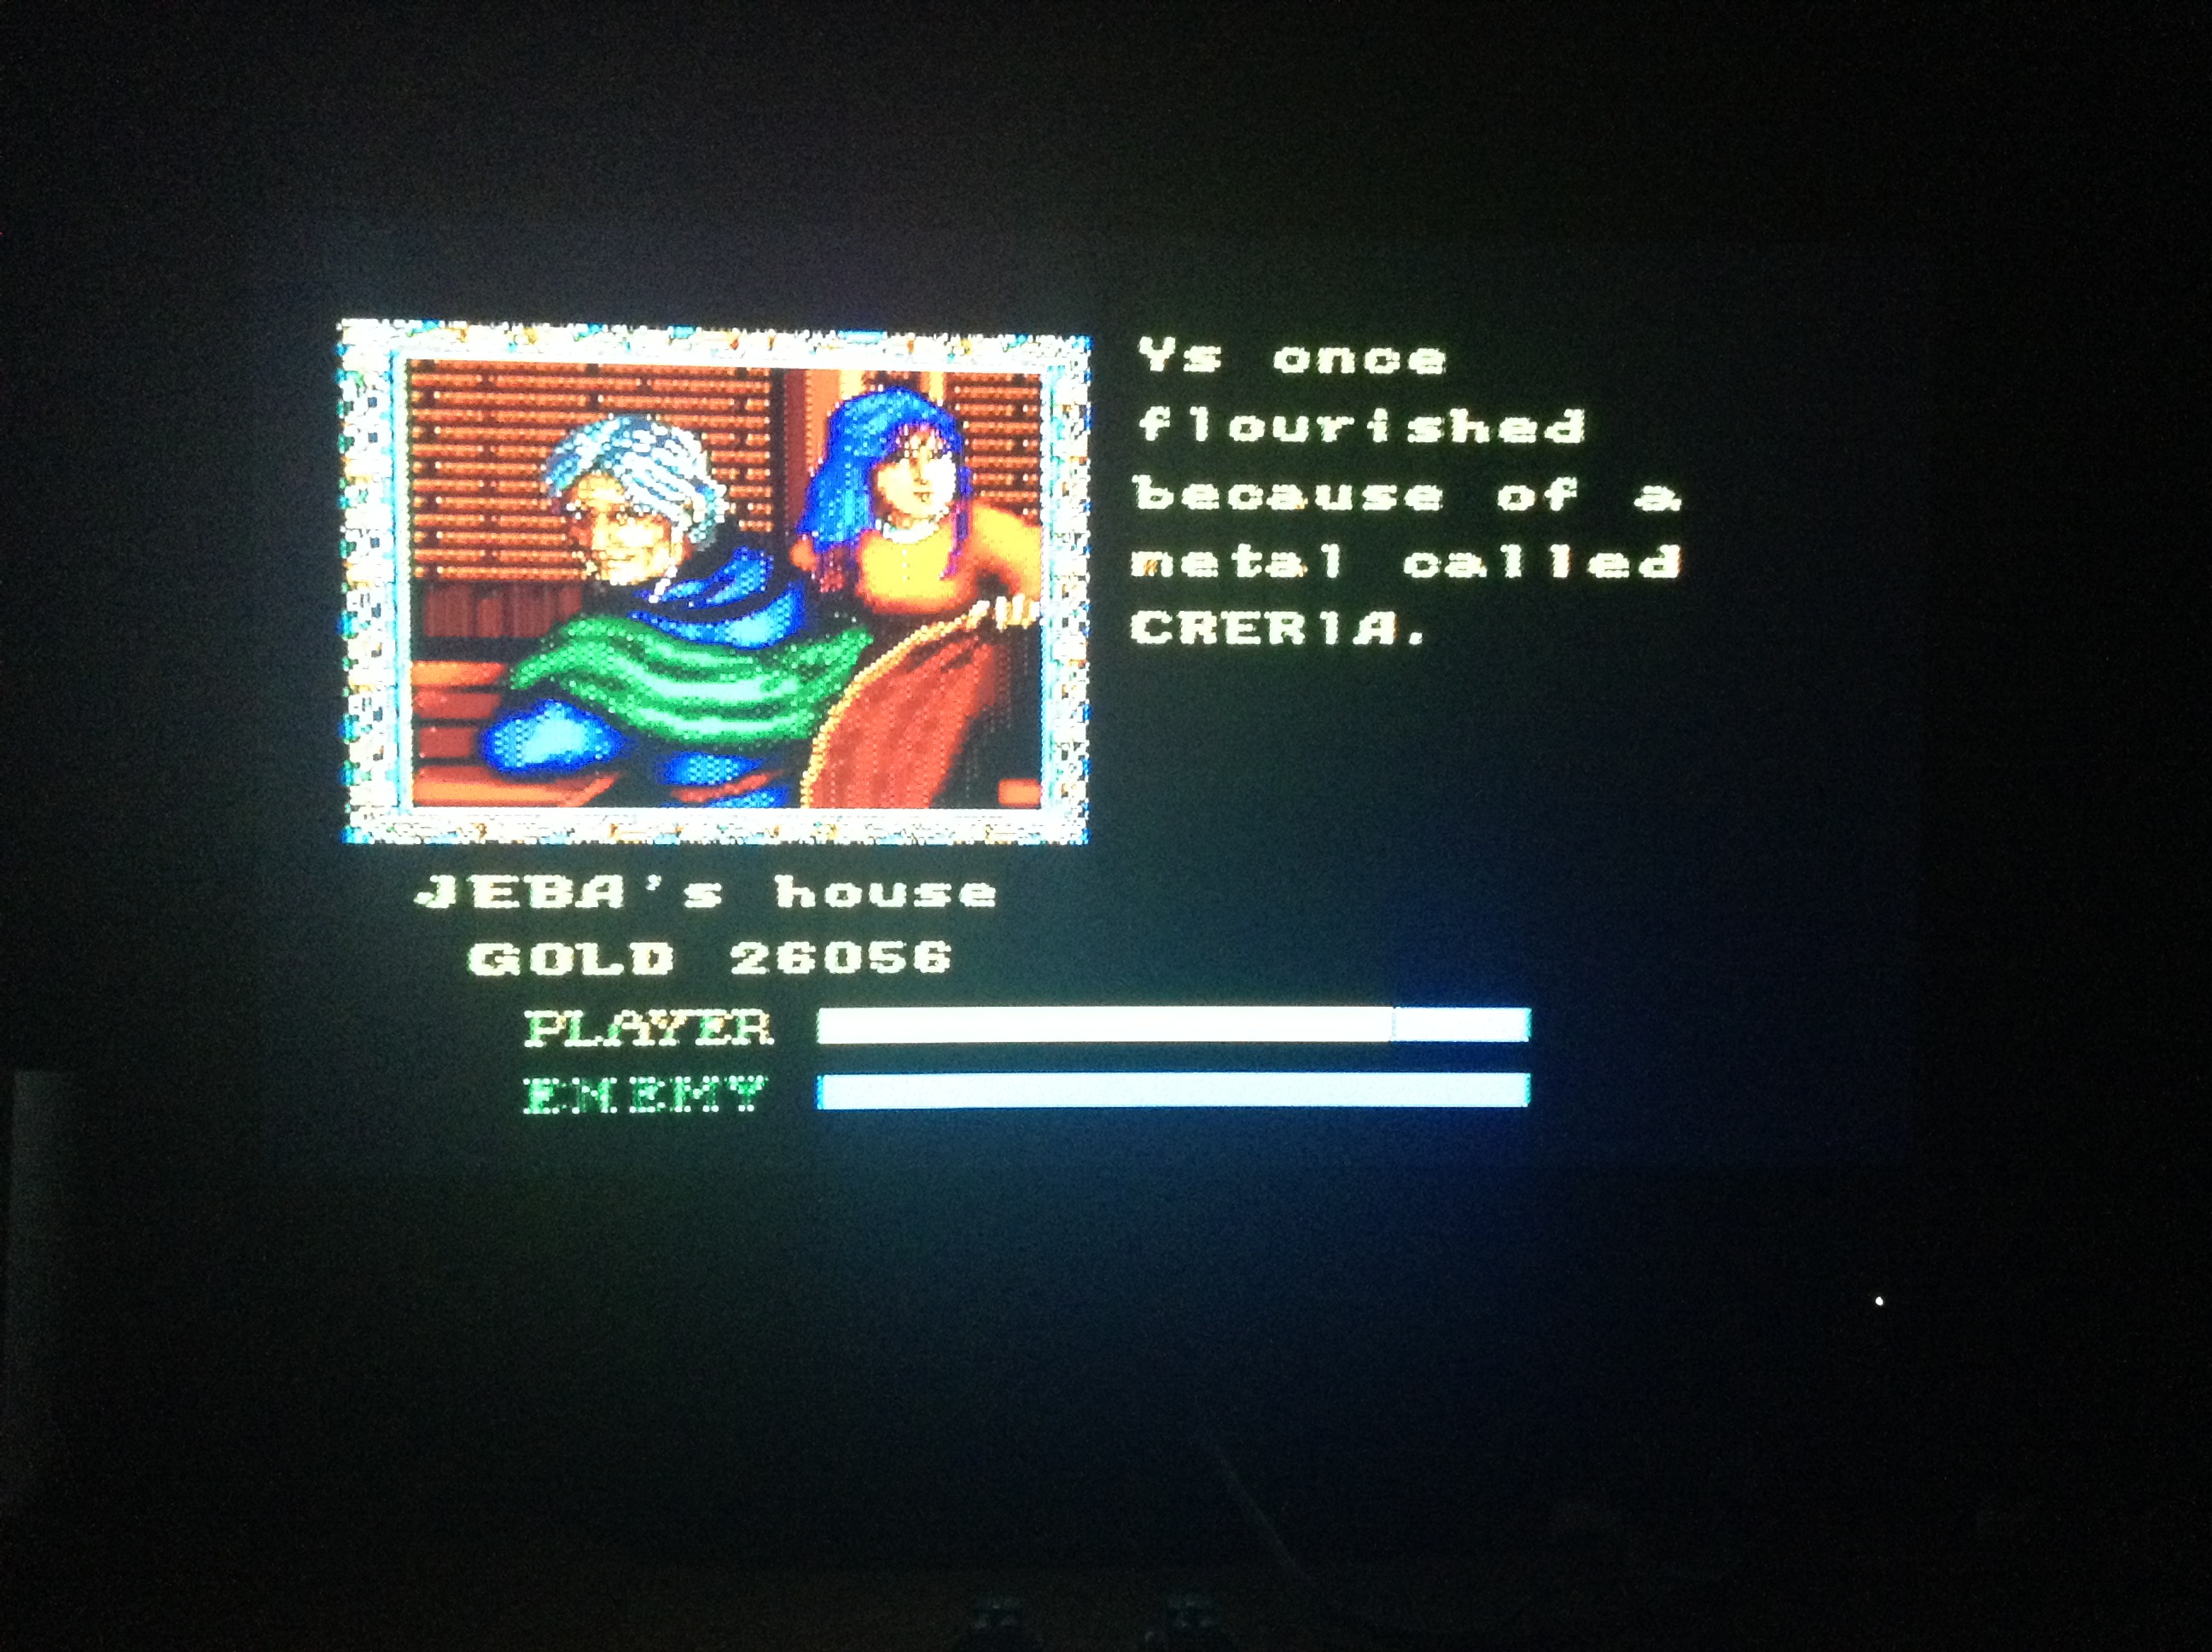 Ys once
flourished
because of a
metal called
CRERIA.
JEBA's house
GOLD 26056
PLAYER
ENEMY